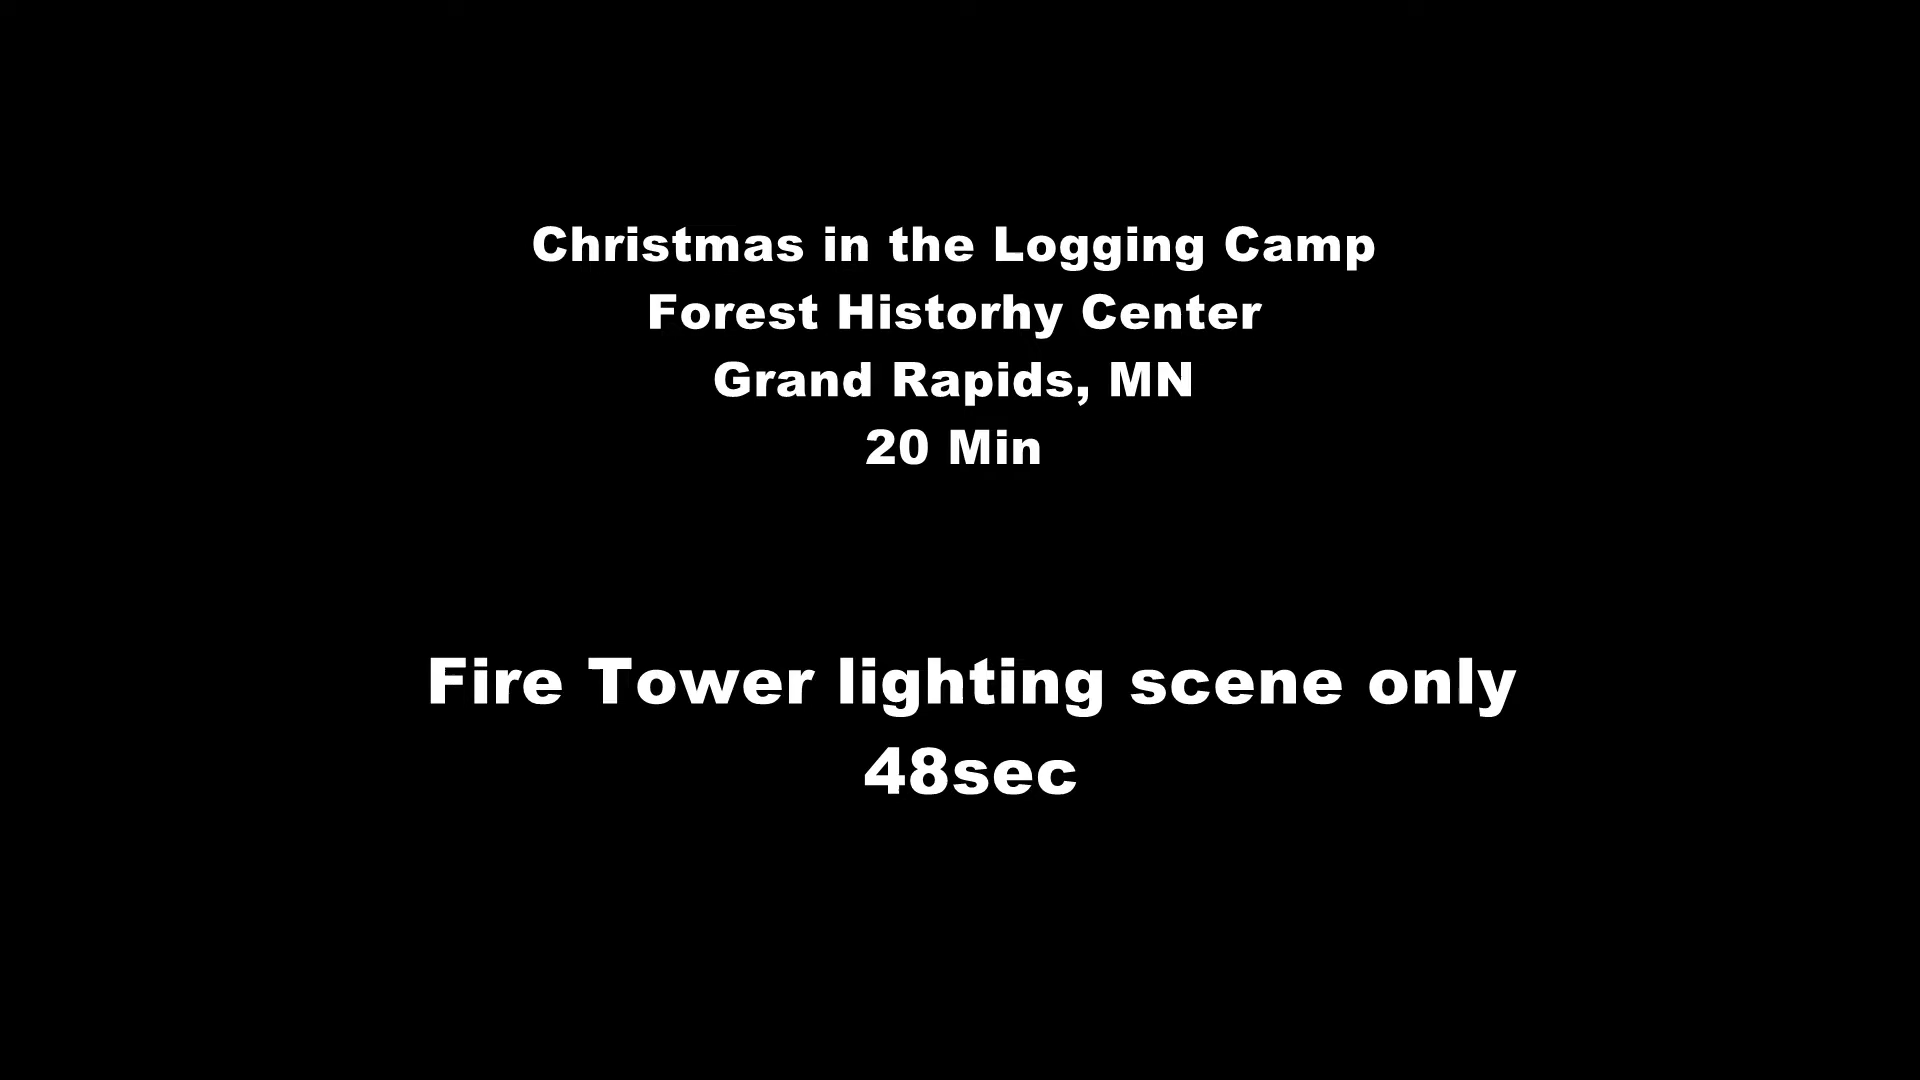 Christmas in the Logging Camp
Forest Historhy Center
Grand Rapids, MN
20 Min
Fire Tower lighting scene only
48sec